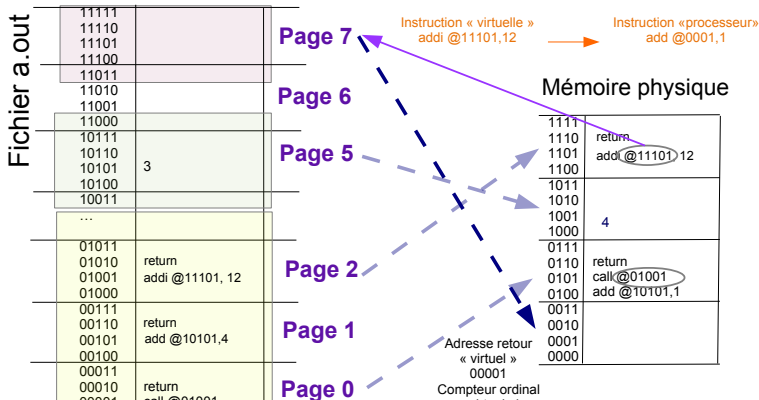 Fichier a.out
11111
11110
11101
11100
Page 7
11011
11010
11001
11000
Page 6
10111
10110
10101 3
10100
Page 5
10011
...
01011
01010 return
01001 addi @11101, 12
01000
Page 2
00111
00110 return
00101 add @10101,4
00100
Page 1
00011
00010 return
00001 call @01001
Page 0
Instruction « virtuelle »
addi @11101,12
Instruction «processeur»
add @0001,1
Mémoire physique
1111
1110 return
1101 addi @11101 12
1100
1011
1010
1001 4
1000
0111
0110 return
0101 call @01001
0100 add @10101,1
0011
0010
0001
0000
Adresse retour
« virtuel »
00001
Compteur ordinal